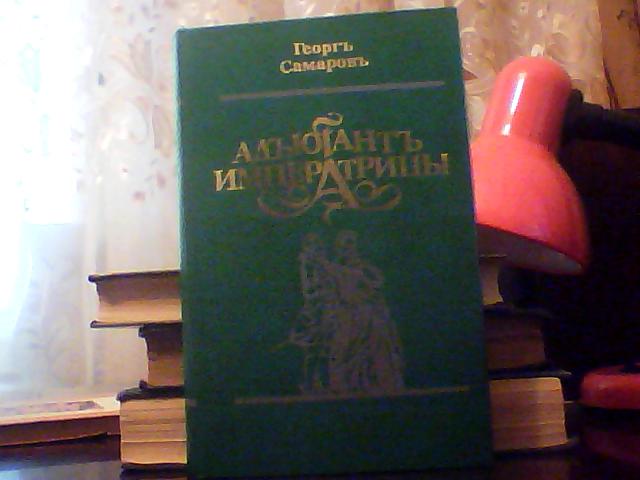 Георгъ
Самаровъ
АДЪЮТАНТЪ
ИМПЕРАТРИЦЫ